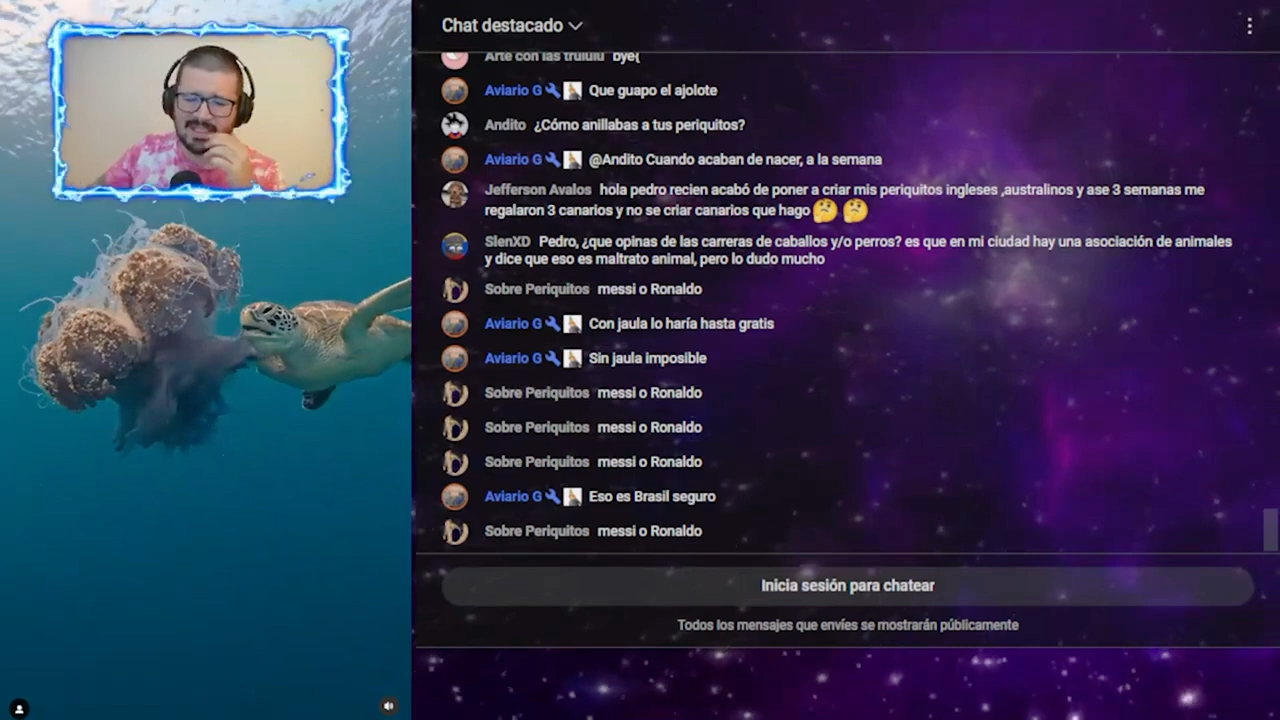 Chat destacado
Arte con las trululu bye{
Aviario G Que guapo el ajolote
Andito ¿Cómo anillabas a tus periquitos?
Aviario G @Andito Cuando acaban de nacer, a la semana
Jefferson Avalos hola pedro recien acabó de poner a criar mis periquitos ingleses ,australinos y ase 3 semanas me
regalaron 3 canarios y no se criar canarios que hago
SlenXD Pedro, ¿que opinas de las carreras de caballos y/o perros? es que en mi ciudad hay una asociación de animales
y dice que eso es maltrato animal, pero lo dudo mucho
Sobre Periquitos messi o Ronaldo
Aviario G Con jaula lo haría hasta gratis
Aviario G Sin jaula imposible
Sobre Periquitos messi o Ronaldo
Sobre Periquitos messi o Ronaldo
Sobre Periquitos messi o Ronaldo
Aviario G Eso es Brasil seguro
Sobre Periquitos messi o Ronaldo
Inicia sesión para chatear
Todos los mensajes que envíes se mostrarán públicamente